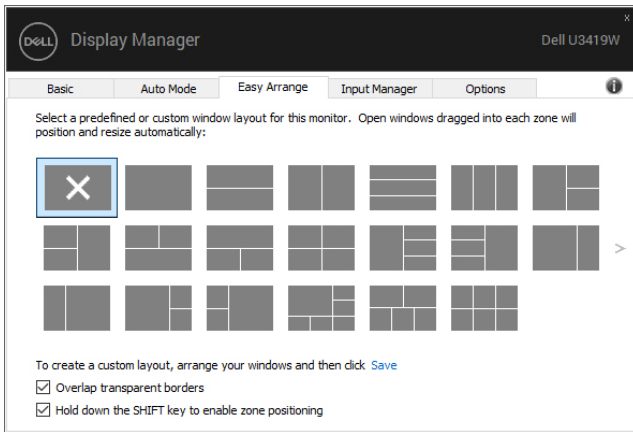 x
DELL Display Manager
Dell U3419W
Basic Auto Mode Easy Arrange Input Manager Options
Select a predefined or custom window layout for this monitor. Open windows dragged into each zone will
position and resize automatically:
>
To create a custom layout, arrange your windows and then click Save
Overlap transparent borders
Hold down the SHIFT key to enable zone positioning